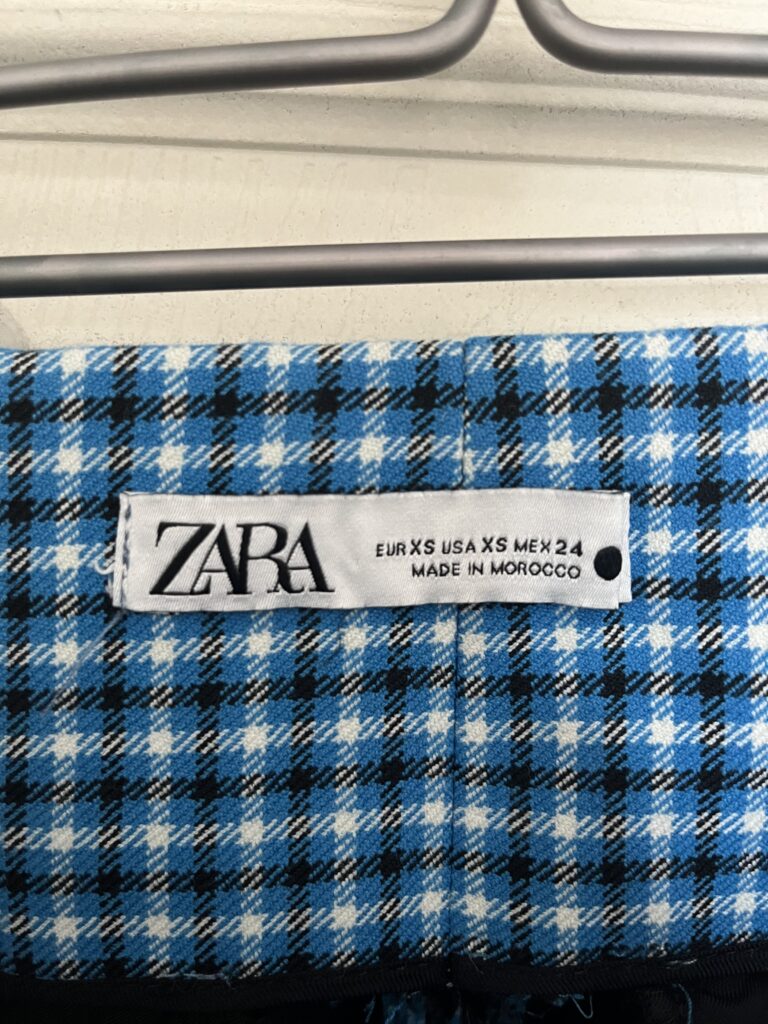 ZARA
EUR XS USA XS MEX 24
MADE IN MOROCCO